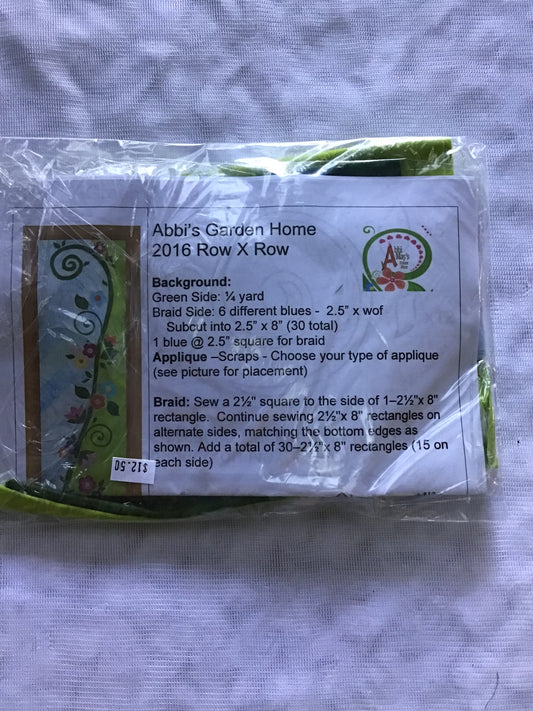 Abbi's Garden Home
2016 Row X Row
Background:
Green Side: ¼ yard
Braid Side: 6 different blues - 2.5" x wof
Subcut into 2.5" x 8" (30 total)
1 blue @ 2.5" square for braid
Applique –Scraps - Choose your type of applique
(see picture for placement)
Braid: Sew a 2½" square to the side of 1–2½"x 8"
rectangle. Continue sewing 2½"x 8" rectangles on
alternate sides, matching the bottom edges as
shown. Add a total of 30–2½"x 8" rectangles (15 on
each side)
Abbi
May's
$12.50